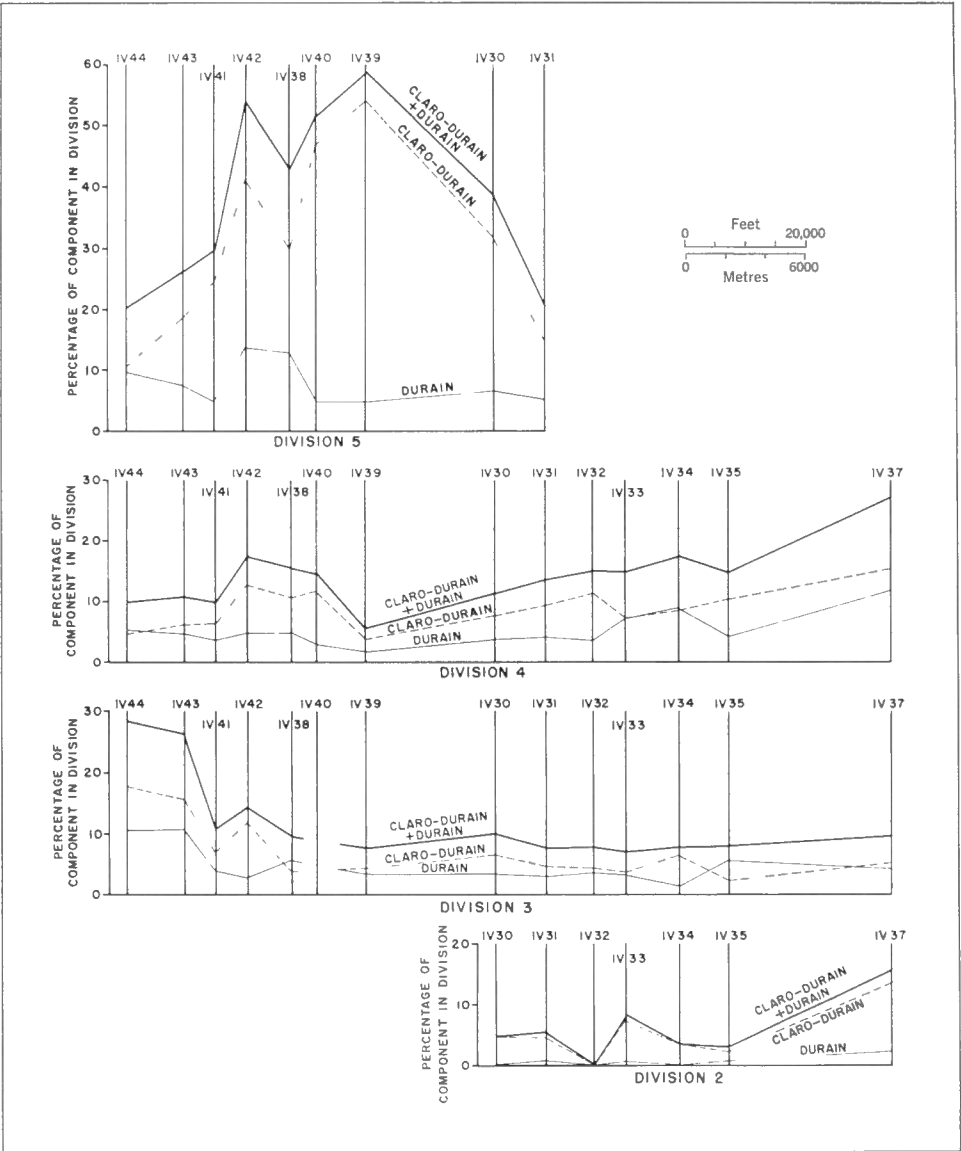 IV44 IV43 IV42 IV40 IV39 IV30 IV31
IV41 IV38
60
50
40
30
20
10
0
PERCENTAGE OF COMPONENT IN DIVISION
CLARO-DURAIN
+DURAIN
CLARO-DURAIN
DURAIN
DIVISION 5
Feet
0 20,000
0 6000
Metres
IV44 IV43 IV42 IV40 IV39 IV30 IV31 IV32 IV34 IV35 IV37
IV41 IV38 IV33
30
20
10
0
PERCENTAGE OF
COMPONENT IN DIVISION
CLARO-DURAIN
+DURAIN
CLARO-DURAIN
DURAIN
DIVISION 4
IV44 IV43 IV42 IV40 IV39 IV30 IV31 IV32 IV34 IV35 IV37
IV41 IV38 IV33
30
20
10
0
PERCENTAGE OF
COMPONENT IN DIVISION
CLARO-DURAIN
+DURAIN
CLARO-DURAIN
DURAIN
DIVISION 3
IV30 IV31 IV32 IV34 IV35 IV37
IV33
20
10
0
PERCENTAGE OF
COMPONENT IN DIVISION
CLARO-DURAIN
+DURAIN
CLARO-DURAIN
DURAIN
DIVISION 2